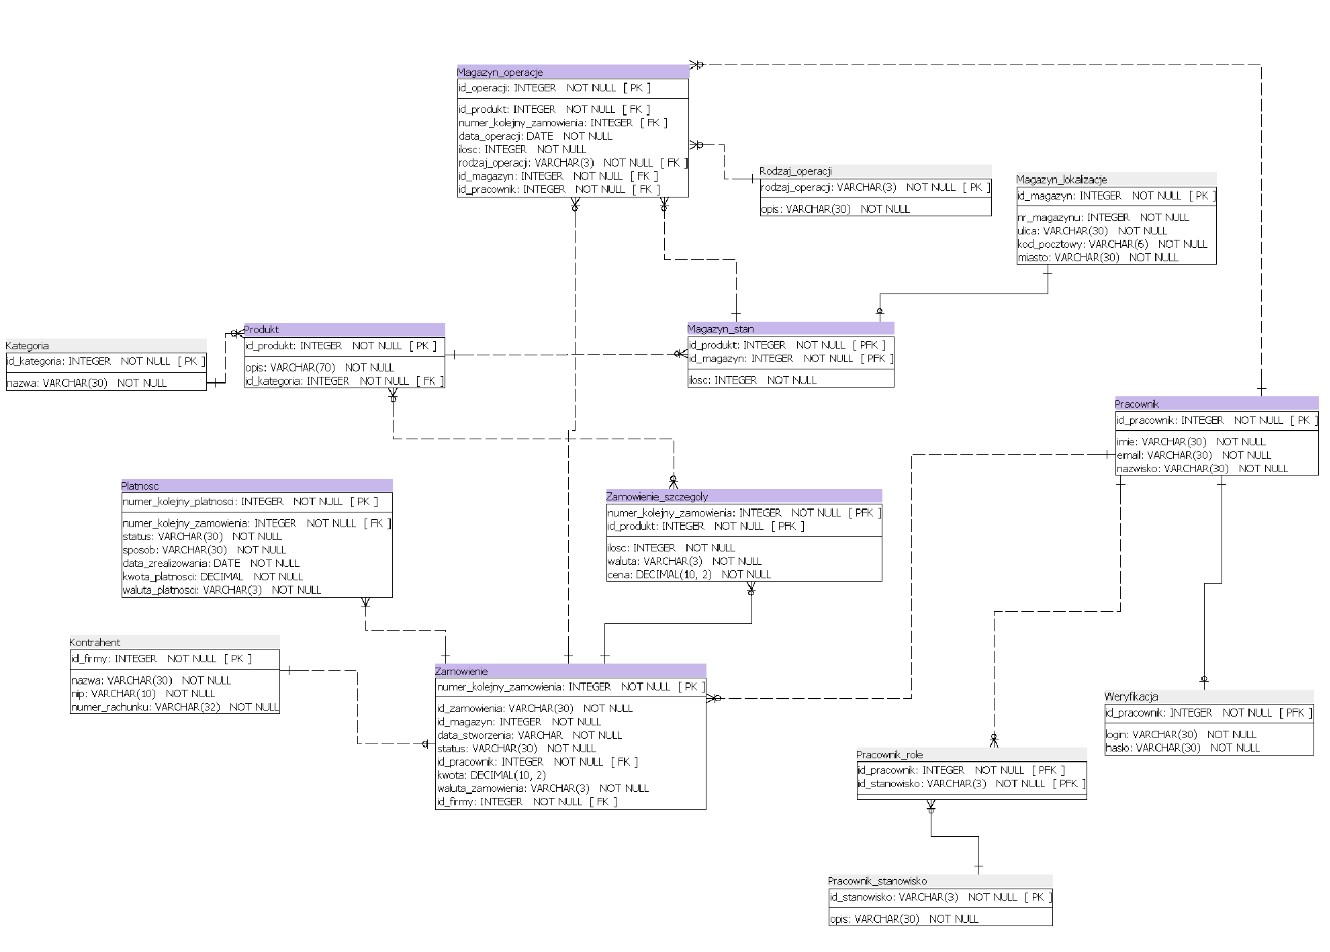 Magazyn_operacje
id_operacji: INTEGER NOT NULL [ PK ]
id_produkt: INTEGER NOT NULL [ FK ]
numer_kolejny_zamowienia: INTEGER [ FK ]
data_operacji: DATE NOT NULL
ilosc: INTEGER NOT NULL
rodzaj_operacji: VARCHAR(3) NOT NULL [ FK ]
id_magazyn: INTEGER NOT NULL [ FK ]
id_pracownik: INTEGER NOT NULL [ FK ]
Rodzaj_operacji
rodzaj_operacji: VARCHAR(3) NOT NULL [ PK ]
opis: VARCHAR(30) NOT NULL
Magazyn_lokalizacje
id_magazyn: INTEGER NOT NULL [ PK ]
nr_magazynu: INTEGER NOT NULL
ulica: VARCHAR(30) NOT NULL
kod_pocztowy: VARCHAR(6) NOT NULL
miasto: VARCHAR(30) NOT NULL
Kategoria
id_kategoria: INTEGER NOT NULL [ PK ]
nazwa: VARCHAR(30) NOT NULL
Produkt
id_produkt: INTEGER NOT NULL [ PK ]
opis: VARCHAR(70) NOT NULL
id_kategoria: INTEGER NOT NULL [ FK ]
Magazyn_stan
id_produkt: INTEGER NOT NULL [ PFK ]
id_magazyn: INTEGER NOT NULL [ PFK ]
ilosc: INTEGER NOT NULL
Pracownik
id_pracownik: INTEGER NOT NULL [ PK ]
imie: VARCHAR(30) NOT NULL
email: VARCHAR(30) NOT NULL
nazwisko: VARCHAR(30) NOT NULL
Platnosc
numer_kolejny_platnosci: INTEGER NOT NULL [ PK ]
numer_kolejny_zamowienia: INTEGER NOT NULL [ FK ]
status: VARCHAR(30) NOT NULL
sposob: VARCHAR(30) NOT NULL
data_zrealizowania: DATE NOT NULL
kwota_platnosci: DECIMAL NOT NULL
waluta_platnosci: VARCHAR(3) NOT NULL
Zamowienie_szczegoly
numer_kolejny_zamowienia: INTEGER NOT NULL [ PFK ]
id_produkt: INTEGER NOT NULL [ PFK ]
ilosc: INTEGER NOT NULL
waluta: VARCHAR(3) NOT NULL
cena: DECIMAL(10, 2) NOT NULL
Kontrahent
id_firmy: INTEGER NOT NULL [ PK ]
nazwa: VARCHAR(30) NOT NULL
nip: VARCHAR(10) NOT NULL
numer_rachunku: VARCHAR(32) NOT NULL
Zamowienie
numer_kolejny_zamowienia: INTEGER NOT NULL [ PK ]
id_zamowienia: VARCHAR(30) NOT NULL
id_magazyn: INTEGER NOT NULL
data_stworzenia: VARCHAR NOT NULL
status: VARCHAR(30) NOT NULL
id_pracownik: INTEGER NOT NULL [ FK ]
kwota: DECIMAL(10, 2)
waluta_zamowienia: VARCHAR(3) NOT NULL
id_firmy: INTEGER NOT NULL [ FK ]
Weryfikacja
id_pracownik: INTEGER NOT NULL [ PFK ]
login: VARCHAR(30) NOT NULL
hasło: VARCHAR(30) NOT NULL
Pracownik_role
id_pracownik: INTEGER NOT NULL [ PFK ]
id_stanowisko: VARCHAR(3) NOT NULL [ PFK ]
Pracownik_stanowisko
id_stanowisko: VARCHAR(3) NOT NULL [ PK ]
opis: VARCHAR(30) NOT NULL